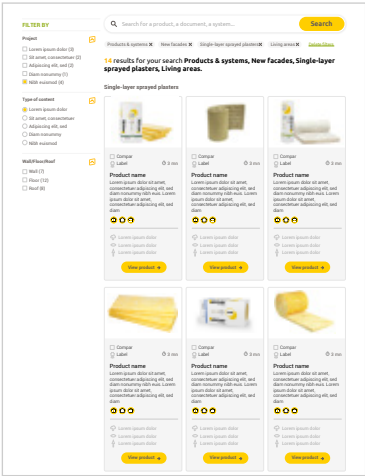 FILTER BY
Project
Lorem ipsum dolor (3)
Sit amet, consectetuer (2)
Adipiscing elit, sed (2)
Diam nonummy (1)
Nibh euismod (4)
Type of content
Lorem ipsum dolor
Sit amet, consectetuer
Adipiscing elit, sed
Diam nonummy
Nibh euismod
Wall/Floor/Roof
Wall (7)
Floor (12)
Roof (8)
Search for a product, a document, a system...
Search
Products & systems ✖ New facades ✖ Single-layer sprayed plasters✖ Living areas ✖
14 results for your search Products & systems, New facades, Single-layer
sprayed plasters, Living areas.
Single-layer sprayed plasters
Compar
Label 3 mn
Product name
Lorem ipsum dolor sit amet,
consectetuer adipiscing elit, sed
diam nonummy nibh euis. Lorem
ipsum dolor sit amet,
consectetuer adipiscing elit, sed
diam
Lorem ipsum dolor
Lorem ipsum dolor
Lorem ipsum dolor
View product
Compar
Label 3 mn
Product name
Lorem ipsum dolor sit amet,
consectetuer adipiscing elit, sed
diam nonummy nibh euis. Lorem
ipsum dolor sit amet,
consectetuer adipiscing elit, sed
diam
Lorem ipsum dolor
Lorem ipsum dolor
Lorem ipsum dolor
View product
Compar
Label 3 mn
Product name
Lorem ipsum dolor sit amet,
consectetuer adipiscing elit, sed
diam nonummy nibh euis. Lorem
ipsum dolor sit amet,
consectetuer adipiscing elit, sed
diam
Lorem ipsum dolor
Lorem ipsum dolor
Lorem ipsum dolor
View product
Compar
Label 3 mn
Product name
Lorem ipsum dolor sit amet,
consectetuer adipiscing elit, sed
diam nonummy nibh euis. Lorem
ipsum dolor sit amet,
consectetuer adipiscing elit, sed
diam
Lorem ipsum dolor
Lorem ipsum dolor
Lorem ipsum dolor
View product
Compar
Label 3 mn
Product name
Lorem ipsum dolor sit amet,
consectetuer adipiscing elit, sed
diam nonummy nibh euis. Lorem
ipsum dolor sit amet,
consectetuer adipiscing elit, sed
diam
Lorem ipsum dolor
Lorem ipsum dolor
Lorem ipsum dolor
View product
Compar
Label 3 mn
Product name
Lorem ipsum dolor sit amet,
consectetuer adipiscing elit, sed
diam nonummy nibh euis. Lorem
ipsum dolor sit amet,
consectetuer adipiscing elit, sed
diam
Lorem ipsum dolor
Lorem ipsum dolor
Lorem ipsum dolor
View product